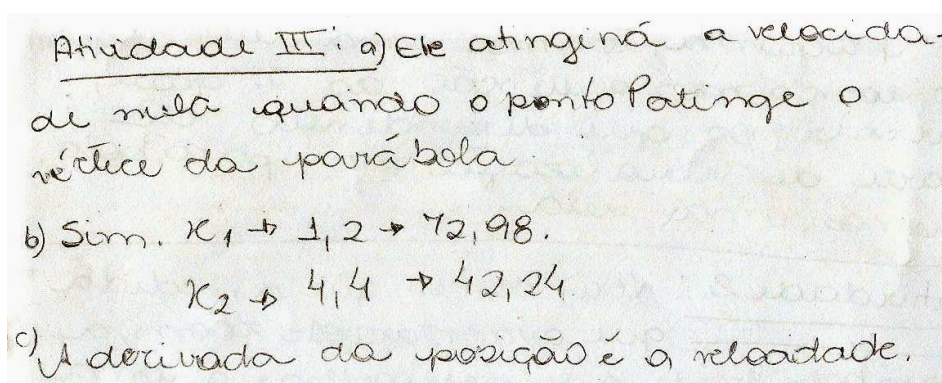 Atividade III: a) Ele atingirá a velocida-
de nula quando o ponto P atinge o
vértice da parábola
b) Sim. x₁ → 1,2 → 72,98.
x₂ → 4,4 → 42,24.
c) A derivada da posição é a velocidade.